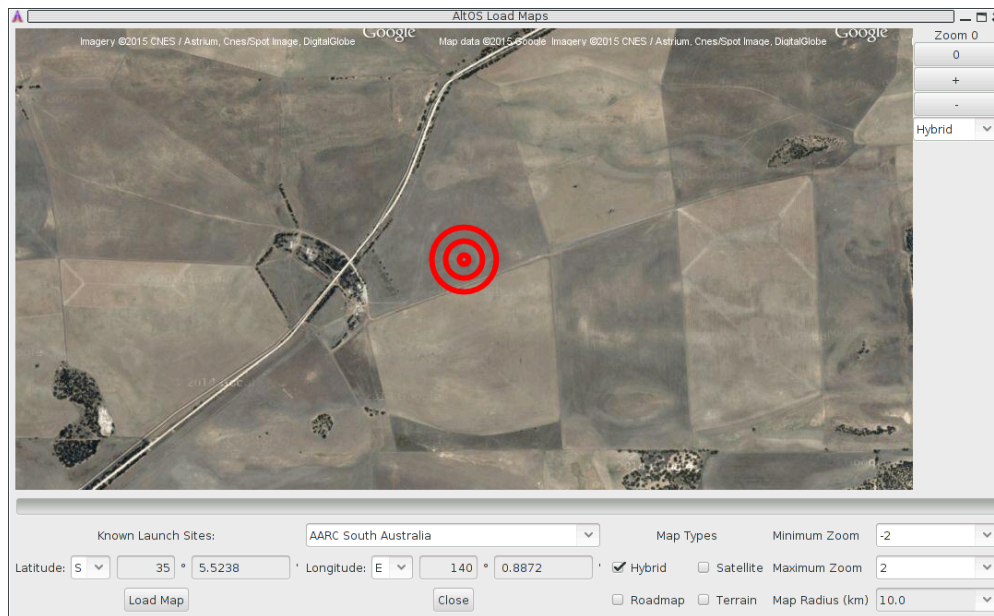 AltOS Load Maps
Imagery ©2015 CNES / Astrium, Cnes/Spot Image, DigitalGlobe
Google
Map data ©2015 Google Imagery ©2015 CNES / Astrium, Cnes/Spot Image, DigitalGlobe
Google
Zoom 0
0
+
-
Hybrid
Known Launch Sites:
AARC South Australia
Map Types
Minimum Zoom
-2
Latitude: S 35 ° 5.5238 ' Longitude: E 140 ° 0.8872 '
Hybrid
Satellite
Maximum Zoom
2
Load Map
Close
Roadmap
Terrain
Map Radius (km)
10.0